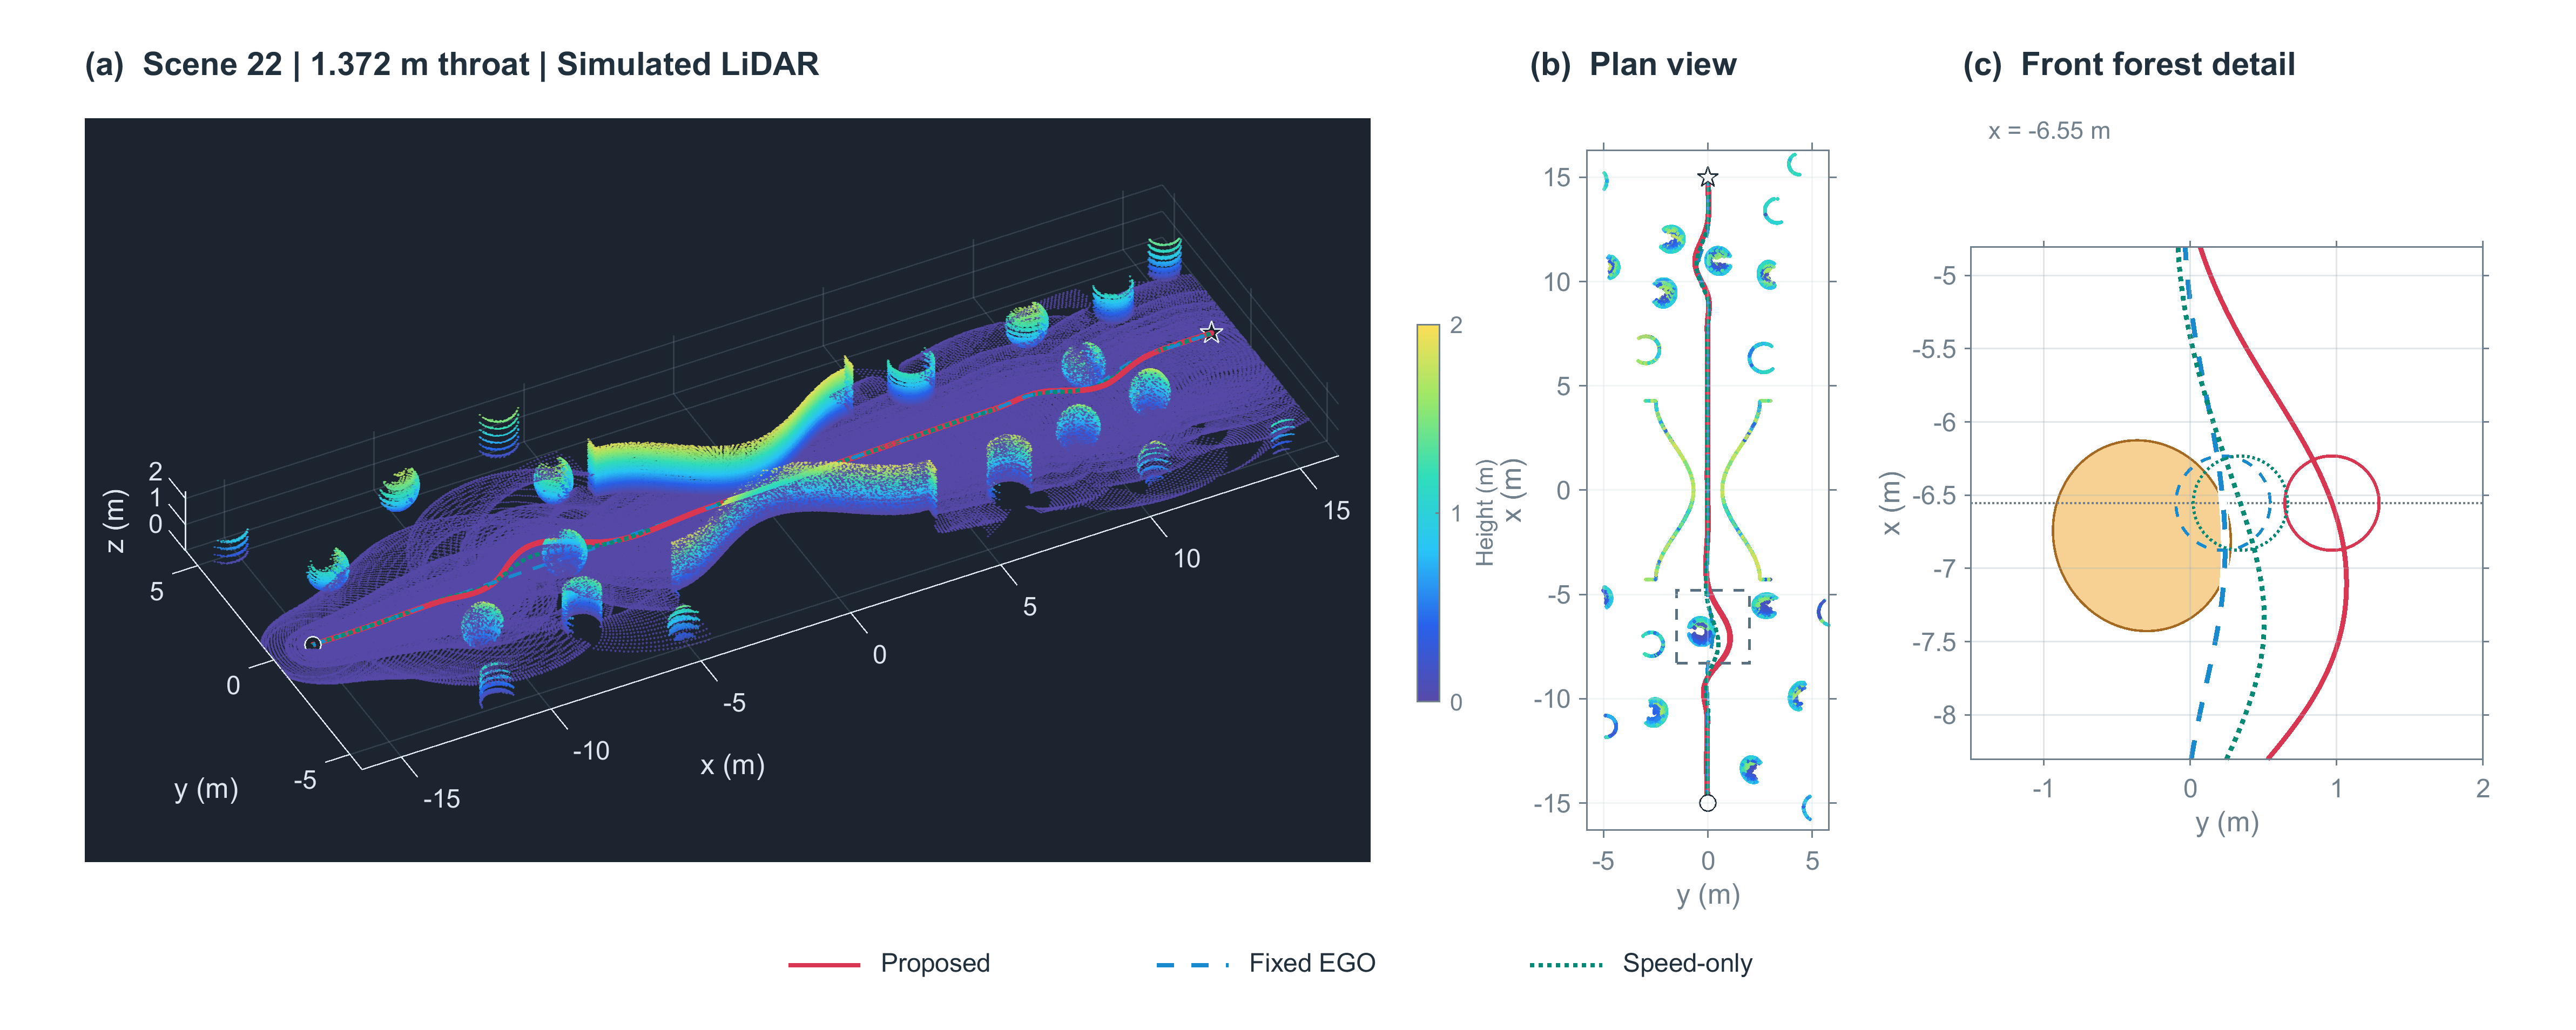 (a) Scene 22 | 1.372 m throat | Simulated LiDAR
z (m)
2
1
0
5
0
-5
y (m)
-15
-10
-5
0
5
10
15
x (m)
2
1
0
Height (m)
(b) Plan view
x (m)
15
10
5
0
-5
-10
-15
-5
0
5
y (m)
(c) Front forest detail
x = -6.55 m
x (m)
-5
-5.5
-6
-6.5
-7
-7.5
-8
-1
0
1
2
y (m)
Proposed
Fixed EGO
Speed-only